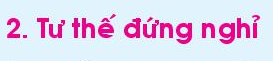 2. Tư thế đứng nghỉ